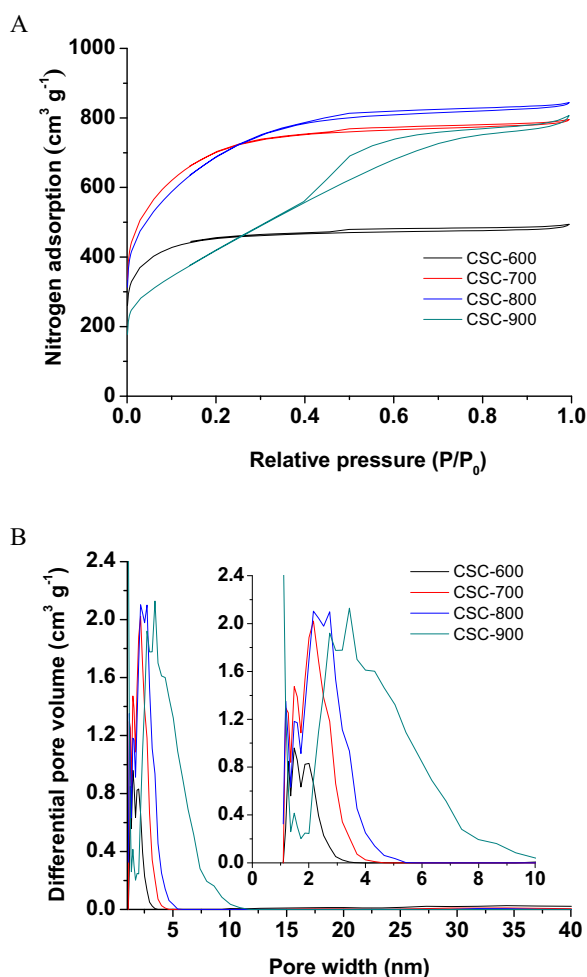 A
Nitrogen adsorption (cm³ g⁻¹)
1000
800
600
400
200
0
CSC-600
CSC-700
CSC-800
CSC-900
0.0 0.2 0.4 0.6 0.8 1.0
Relative pressure (P/P₀)
B
Differential pore volume (cm³ g⁻¹)
2.4
2.0
1.6
1.2
0.8
0.4
0.0
2.4
2.0
1.6
1.2
0.8
0.4
0.0
CSC-600
CSC-700
CSC-800
CSC-900
0 2 4 6 8 10
5 10 15 20 25 30 35 40
Pore width (nm)